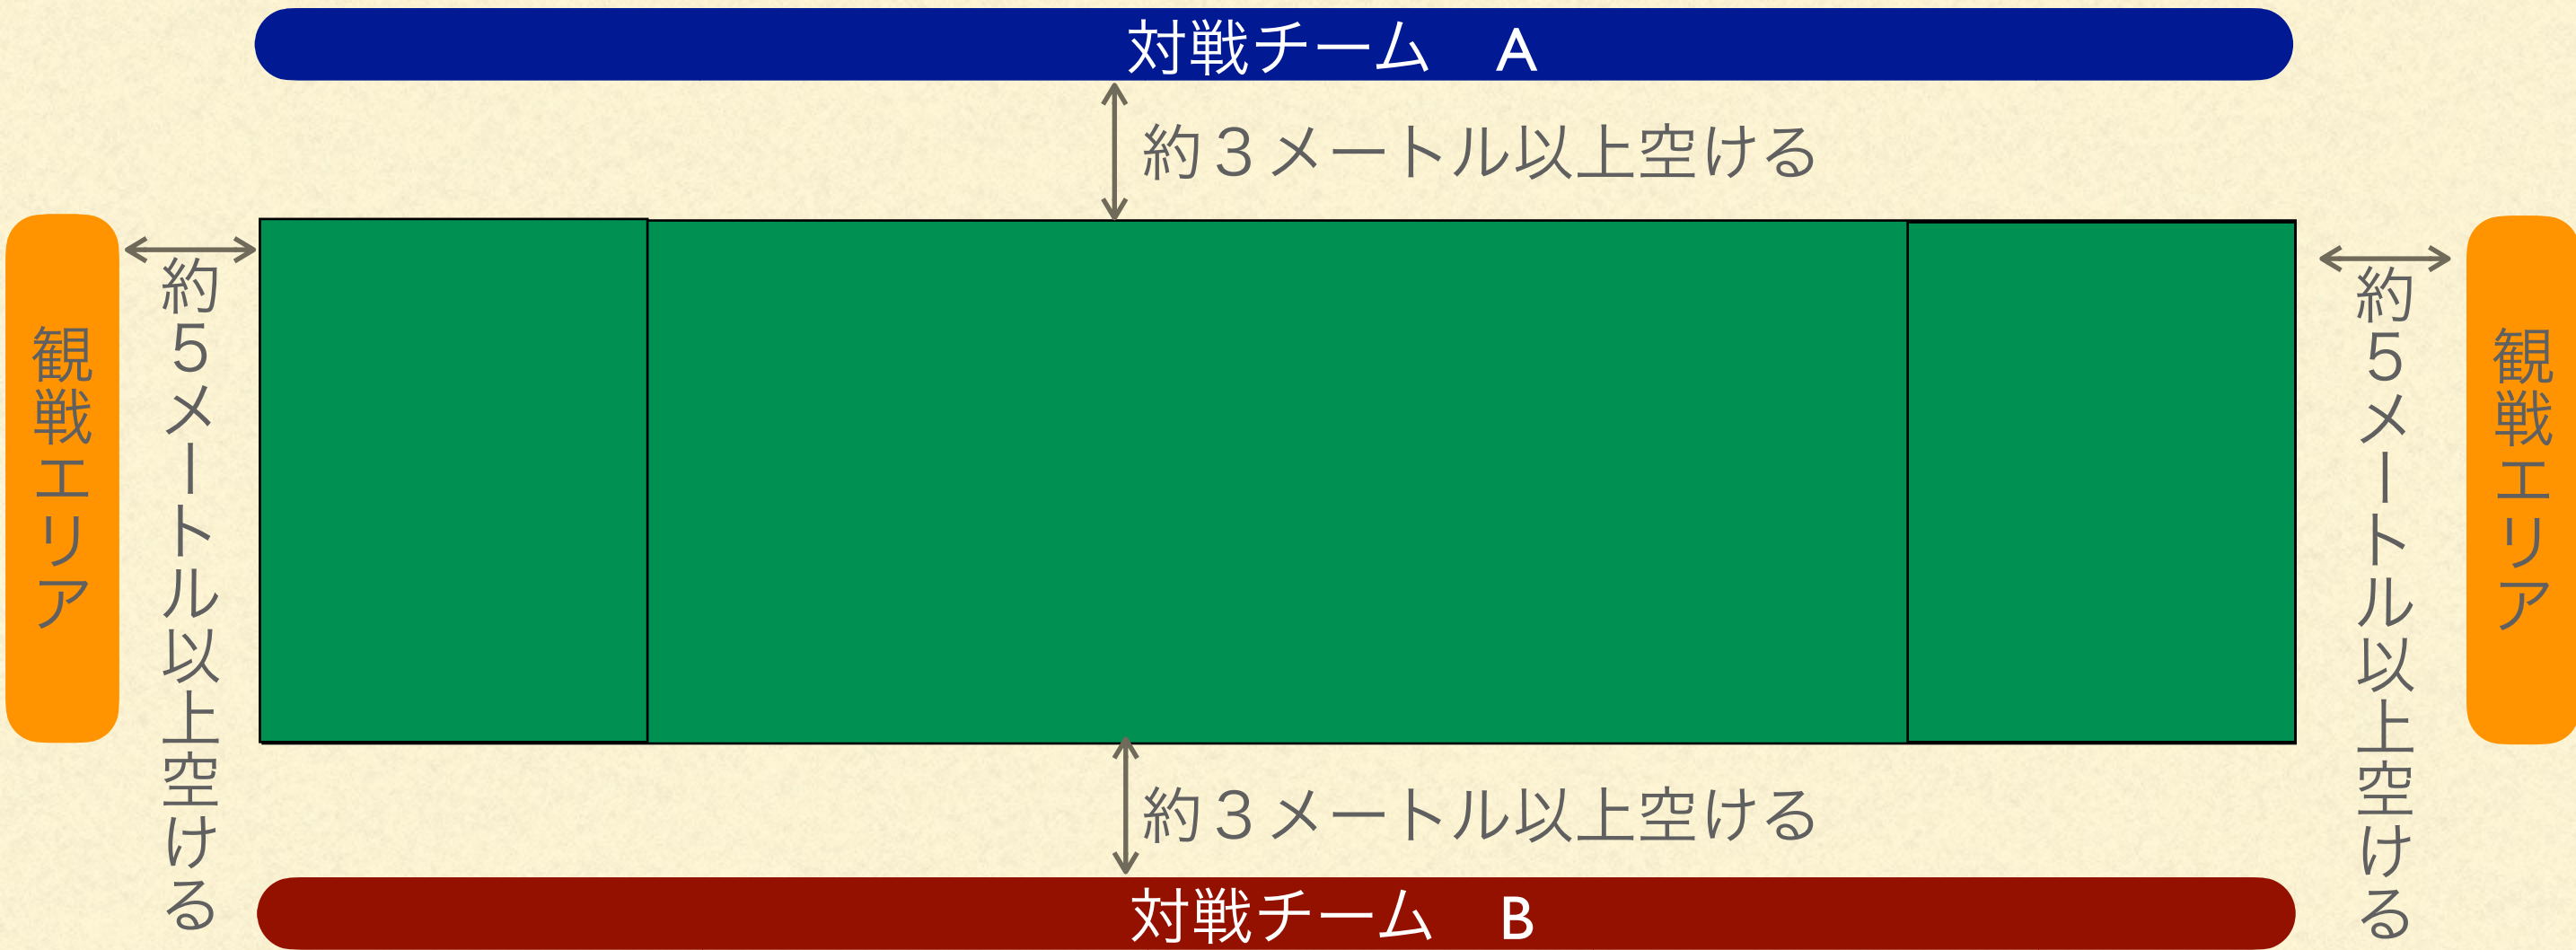 対戦チーム　A
約３メートル以上空ける
観戦エリア
約５メートル以上空ける
約５メートル以上空ける
観戦エリア
約３メートル以上空ける
対戦チーム　B